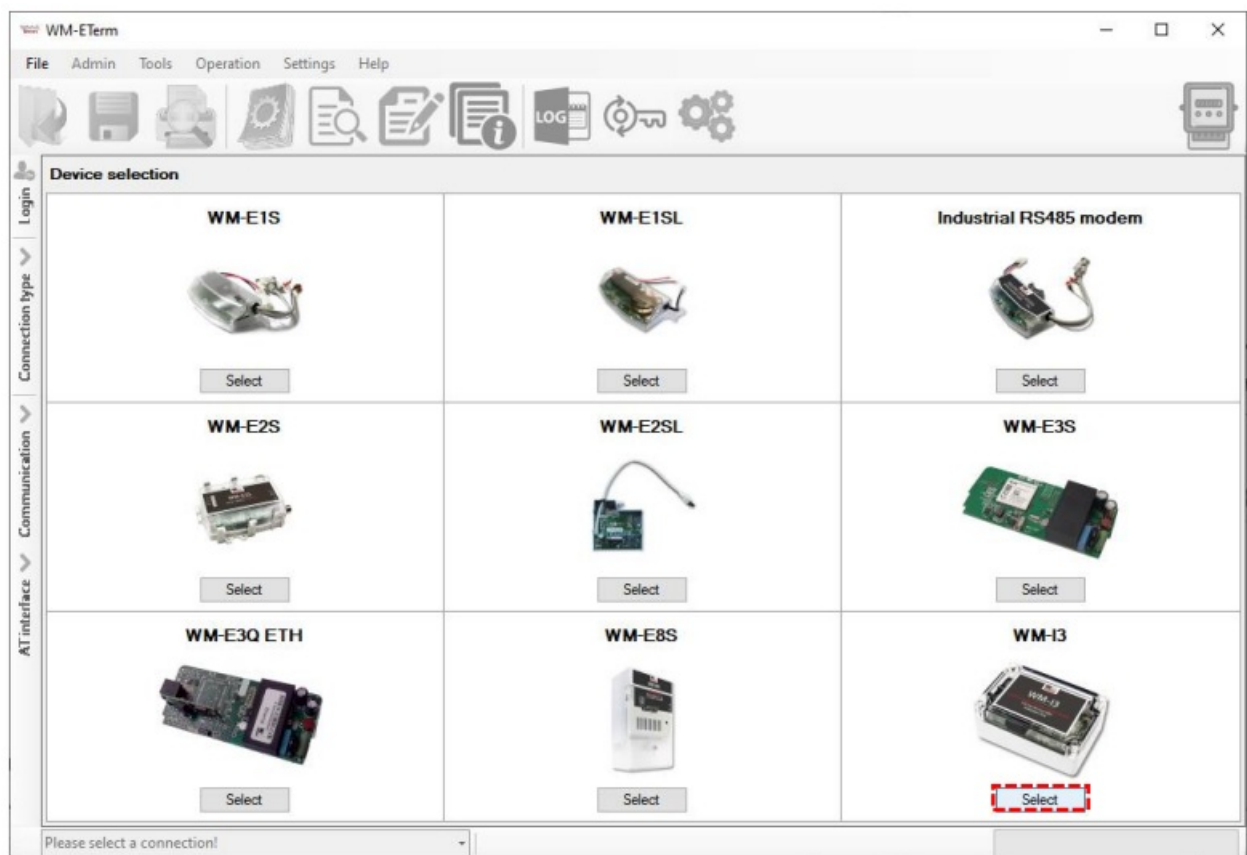 WM-ETerm
File Admin Tools Operation Settings Help
LOG
Device selection
Login
Connection type
Communication
AT interface
WM-E1S
WM-E1SL
Industrial RS485 modem
Select
Select
Select
WM-E2S
WM-E2SL
WM-E3S
Select
Select
Select
WM-E3Q ETH
WM-E8S
WM-I3
WM-I3
Select
Select
Select
Please select a connection!